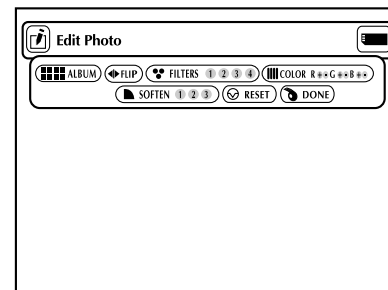 Edit Photo
ALBUM FLIP FILTERS 1 2 3 4 COLOR R G B
SOFTEN 1 2 3 RESET DONE